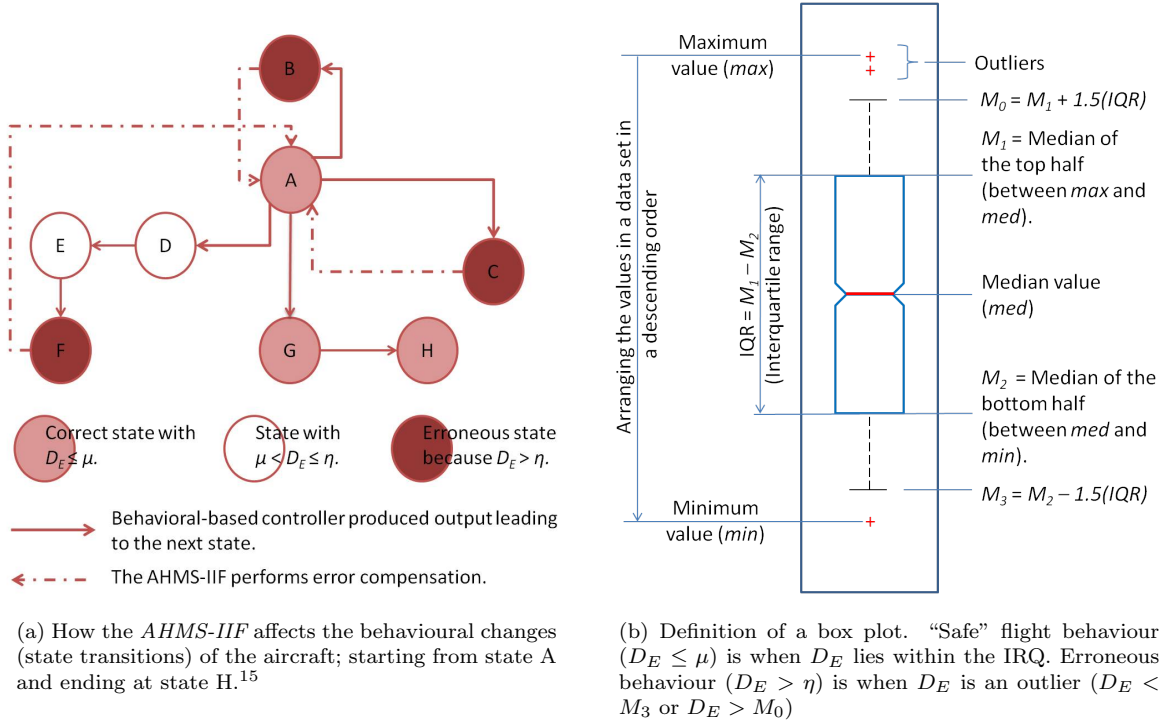 B
A
E
D
C
F
G
H
Correct state with
D_E ≤ μ.
State with
μ < D_E ≤ η.
Erroneous state
because D_E > η.
Behavioral-based controller produced output leading
to the next state.
The AHMS-IIF performs error compensation.
(a) How the AHMS-IIF affects the behavioural changes
(state transitions) of the aircraft; starting from state A
and ending at state H.15
Maximum
value (max)
Arranging the values in a data set in
a descending order
IQR = M_1 – M_2
(Interquartile range)
Minimum
value (min)
+
+
+
Outliers
M_0 = M_1 + 1.5(IQR)
M_1 = Median of
the top half
(between max and
med).
Median value
(med)
M_2 = Median of the
bottom half
(between med and
min).
M_3 = M_2 – 1.5(IQR)
(b) Definition of a box plot. “Safe” flight behaviour
(D_E ≤ μ) is when D_E lies within the IRQ. Erroneous
behaviour (D_E > η) is when D_E is an outlier (D_E <
M_3 or D_E > M_0)